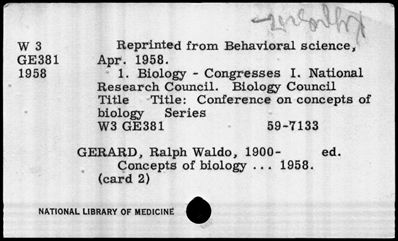 W 3
GE381
1958
Reprinted from Behavioral science,
Apr. 1958.
1. Biology - Congresses I. National
Research Council. Biology Council
Title Title: Conference on concepts of
biology Series
W3 GE381 59-7133
GERARD, Ralph Waldo, 1900- ed.
Concepts of biology ... 1958.
(card 2)
NATIONAL LIBRARY OF MEDICINE